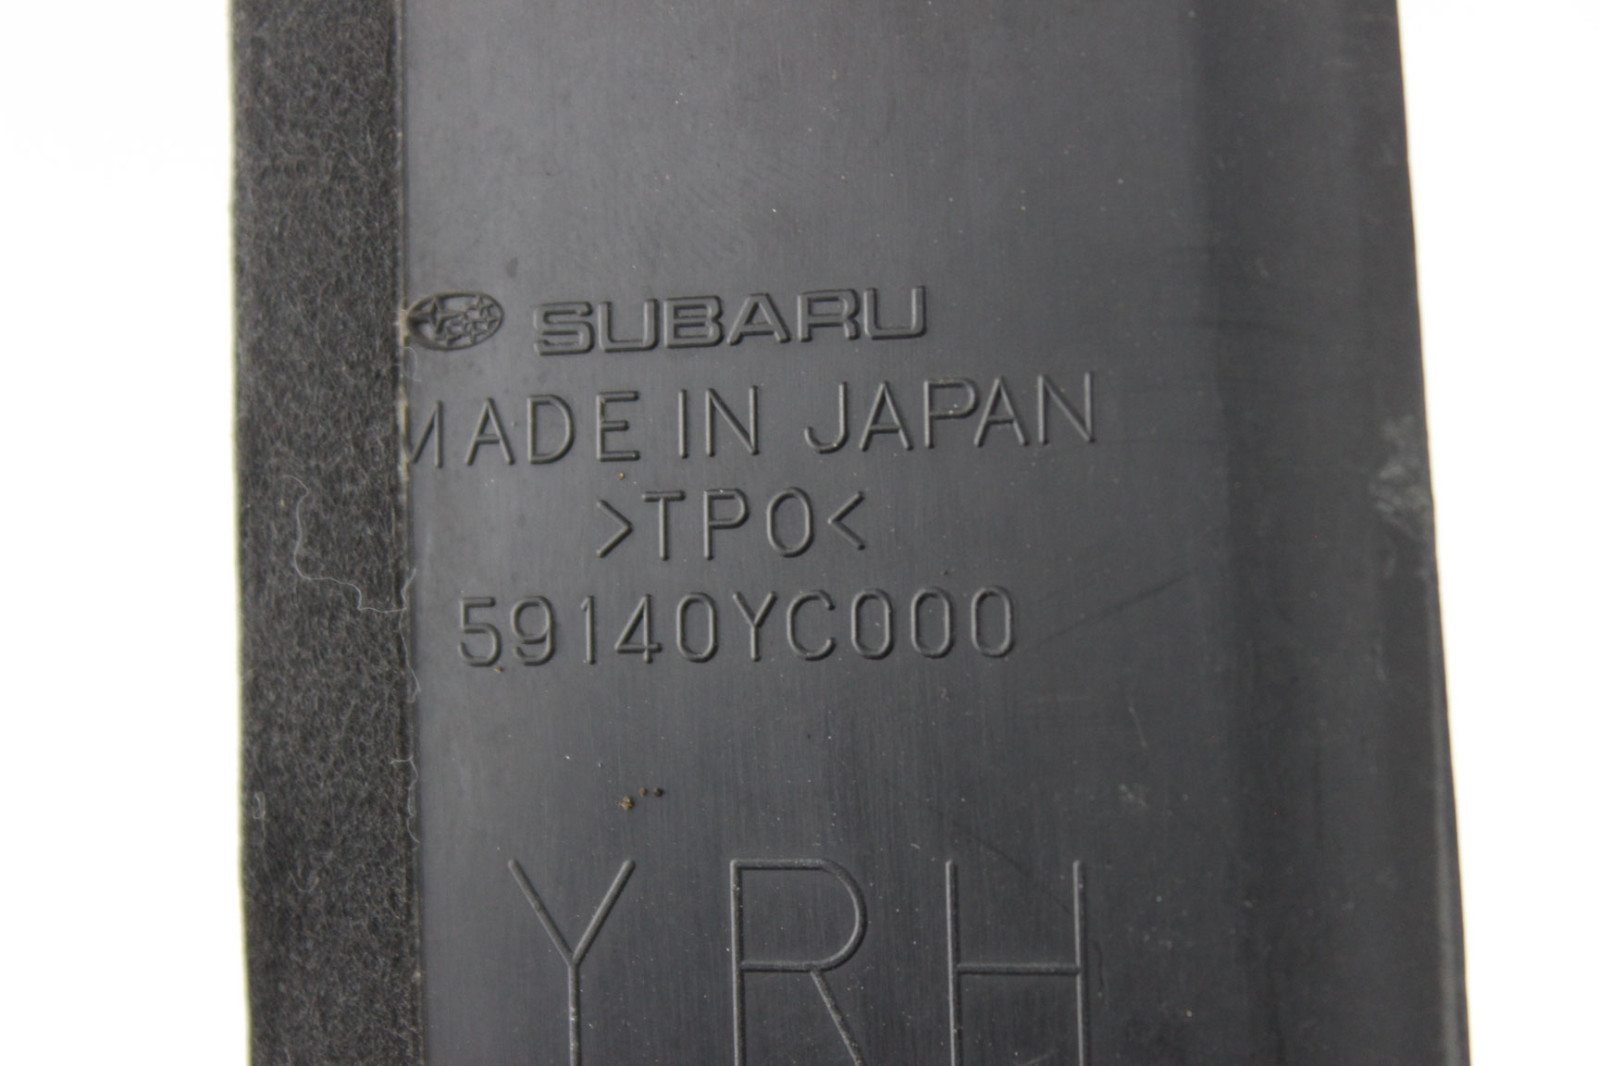 SUBARU
MADE IN JAPAN
>TPO<
59140YC000
YRH